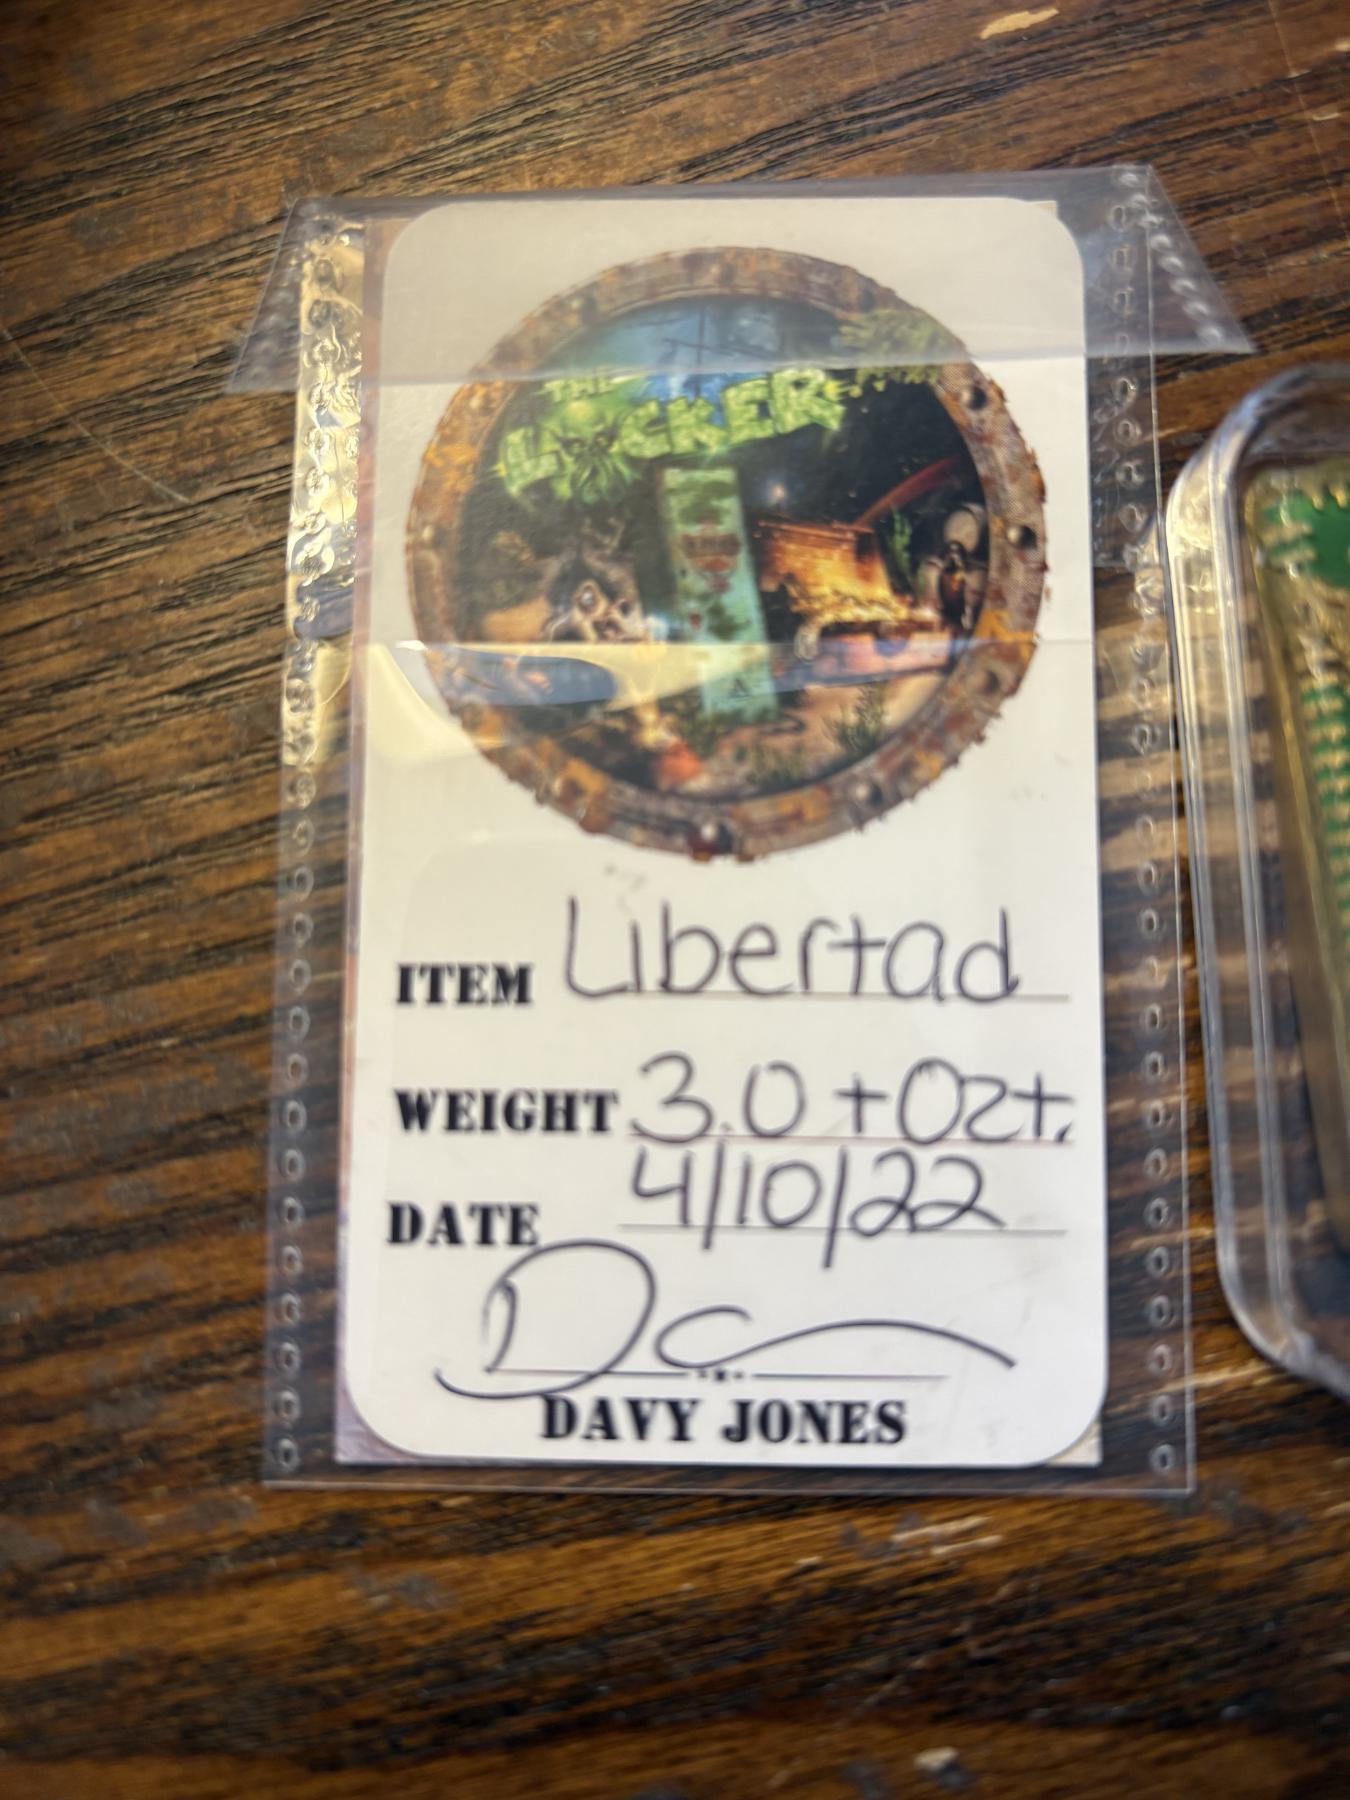 THE
LOCKER
ITEM Libertad
WEIGHT 3.0 + Ozt.
DATE 4/10/22
DAVY JONES